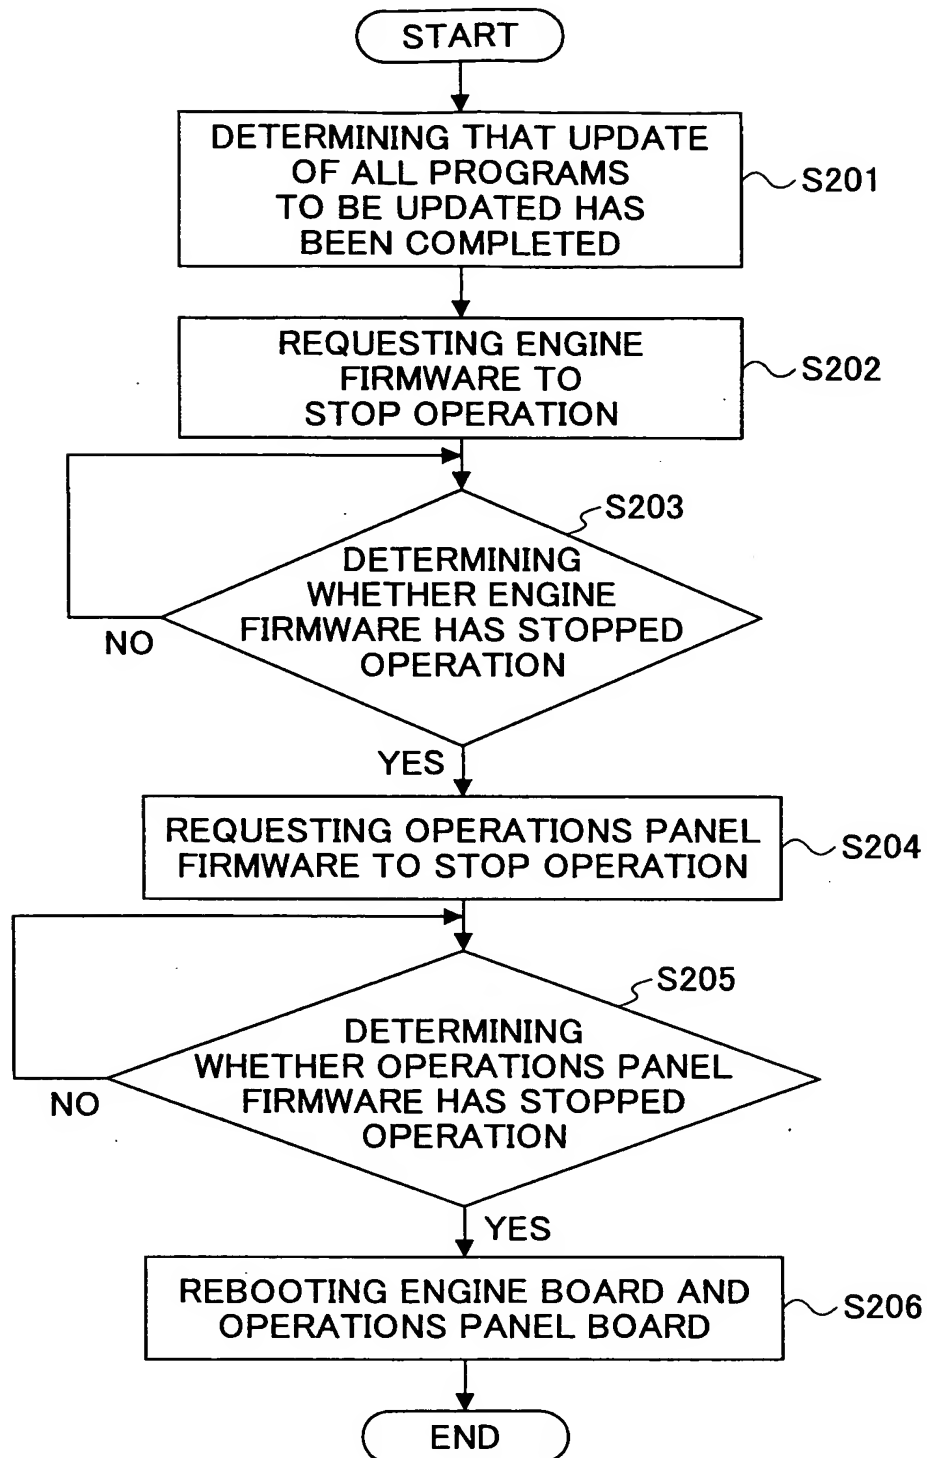 START
DETERMINING THAT UPDATE
OF ALL PROGRAMS
TO BE UPDATED HAS
BEEN COMPLETED
S201
REQUESTING ENGINE
FIRMWARE TO
STOP OPERATION
S202
S203
DETERMINING
WHETHER ENGINE
FIRMWARE HAS STOPPED
OPERATION
NO
YES
REQUESTING OPERATIONS PANEL
FIRMWARE TO STOP OPERATION
S204
S205
DETERMINING
WHETHER OPERATIONS PANEL
FIRMWARE HAS STOPPED
OPERATION
NO
YES
REBOOTING ENGINE BOARD AND
OPERATIONS PANEL BOARD
S206
END